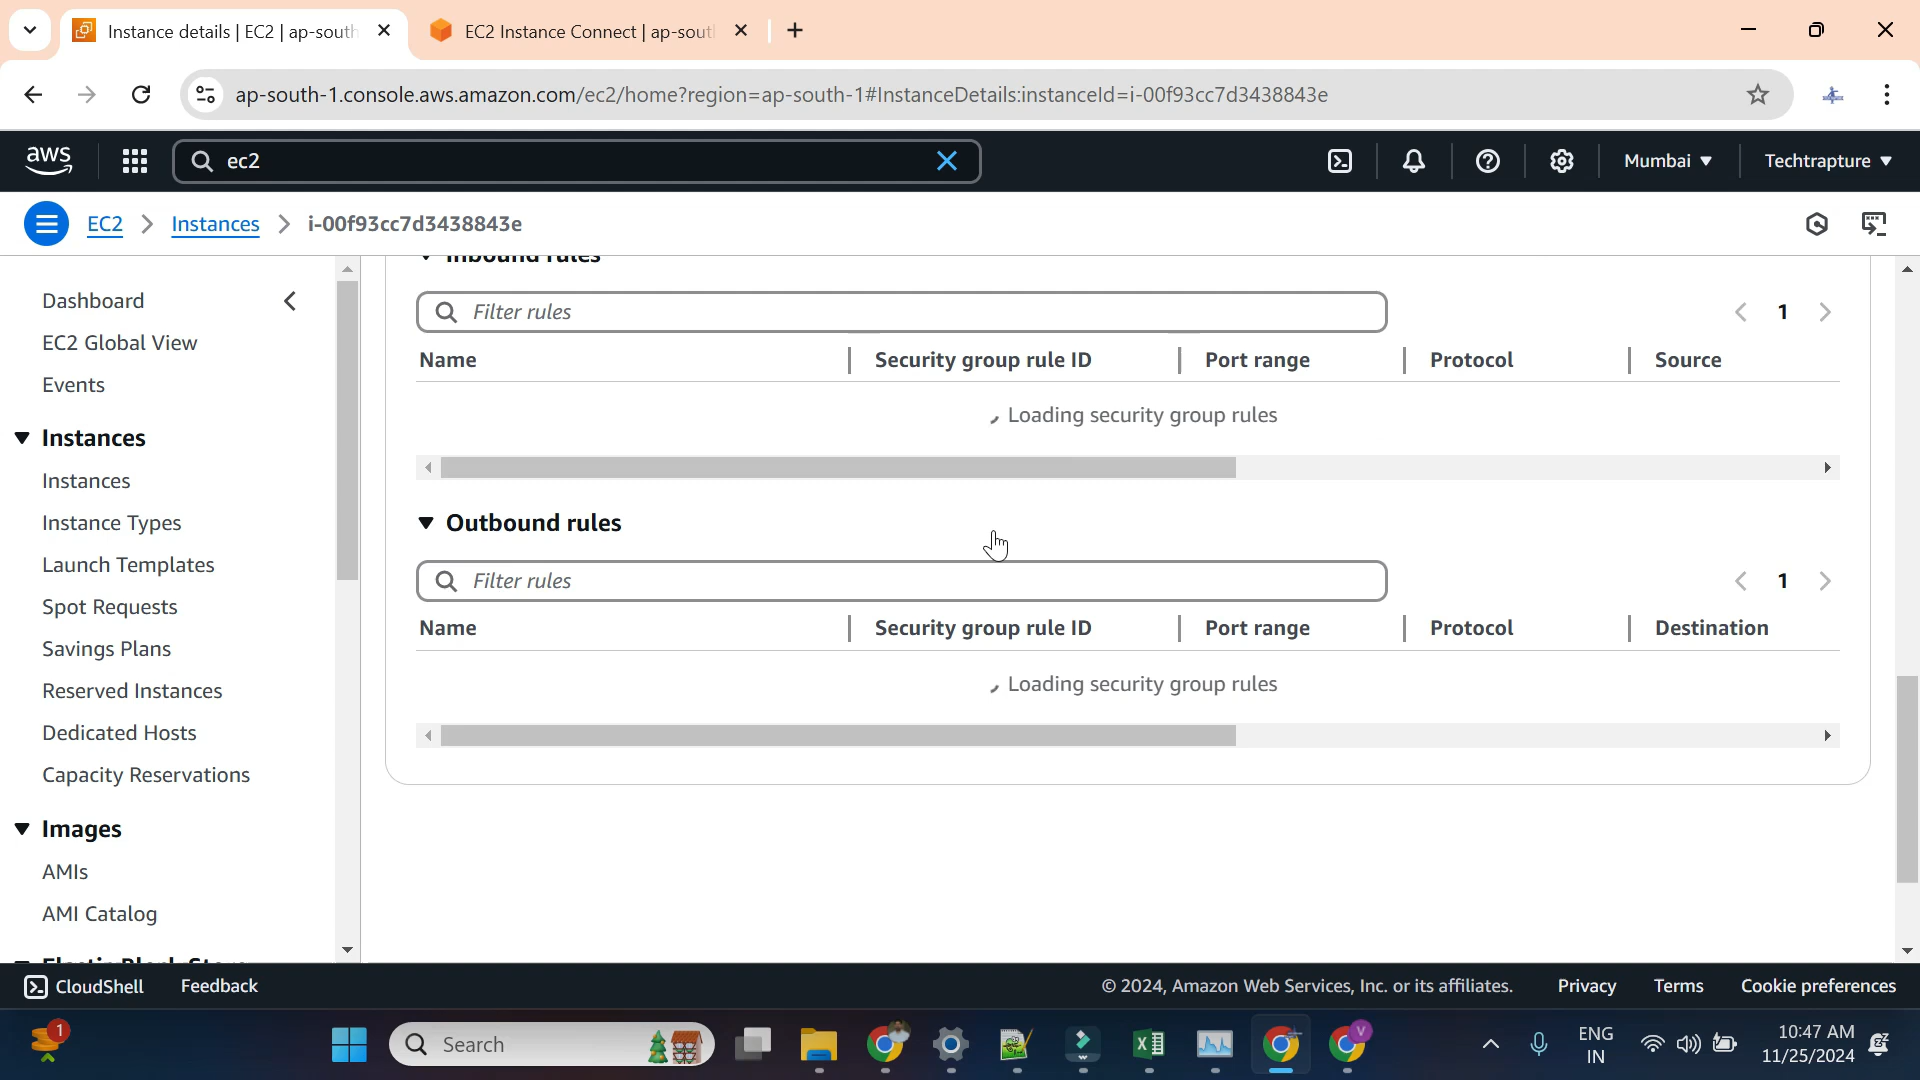 Instance details | EC2 | ap-south
EC2 Instance Connect | ap-sout
ap-south-1.console.aws.amazon.com/ec2/home?region=ap-south-1#InstanceDetails:instanceId=i-00f93cc7d3438843e
aws
ec2
Mumbai
Techtrapture
EC2
Instances
i-00f93cc7d3438843e
Dashboard
EC2 Global View
Events
Instances
Instances
Instance Types
Launch Templates
Spot Requests
Savings Plans
Reserved Instances
Dedicated Hosts
Capacity Reservations
Images
AMIs
AMI Catalog
Elastic Block Store
Inbound rules
Filter rules
1
Name
Security group rule ID
Port range
Protocol
Source
Loading security group rules
Outbound rules
Filter rules
1
Name
Security group rule ID
Port range
Protocol
Destination
Loading security group rules
CloudShell
Feedback
© 2024, Amazon Web Services, Inc. or its affiliates.
Privacy
Terms
Cookie preferences
1
Search
V
ENG
IN
10:47 AM
11/25/2024